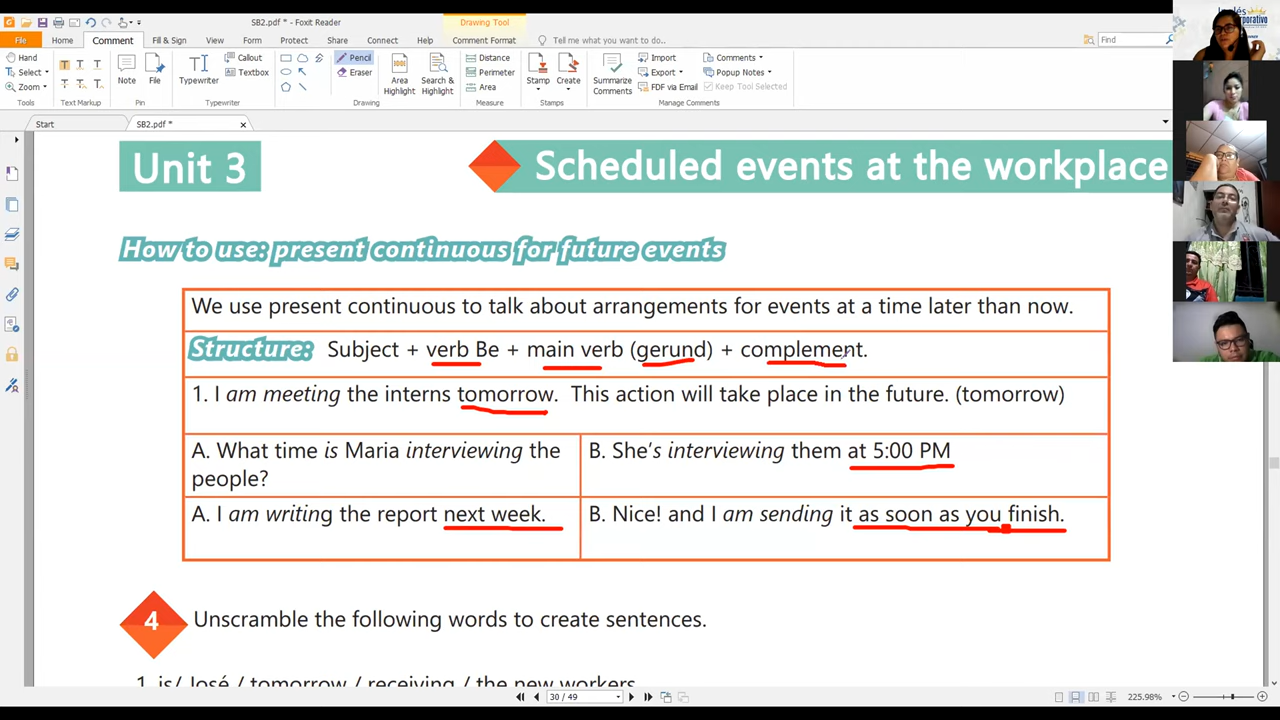 SB2.pdf * - Foxit Reader
Drawing Tool
File Home Comment Fill & Sign View Form Protect Share Connect Help Comment Format Tell me what you want to do... Find
Hand
Select
Zoom
Tools
Text Markup
Note
File
Pin
Typewriter
Callout
Textbox
Typewriter
Pencil
Eraser
Drawing
Area Highlight
Search & Highlight
Distance
Perimeter
Area
Measure
Stamp
Create
Stamps
Summarize Comments
Import
Export
FDF via Email
Comments
Popup Notes
Keep Tool Selected
Manage Comments
Start
SB2.pdf *
Unit 3
Scheduled events at the workplace
How to use: present continuous for future events
We use present continuous to talk about arrangements for events at a time later than now.
Structure: Subject + verb Be + main verb (gerund) + complement.
1. I am meeting the interns tomorrow. This action will take place in the future. (tomorrow)
A. What time is Maria interviewing the people?
B. She's interviewing them at 5:00 PM
A. I am writing the report next week.
B. Nice! and I am sending it as soon as you finish.
4
Unscramble the following words to create sentences.
1. is/ José / tomorrow / receiving / the new workers
30 / 49
225.98%